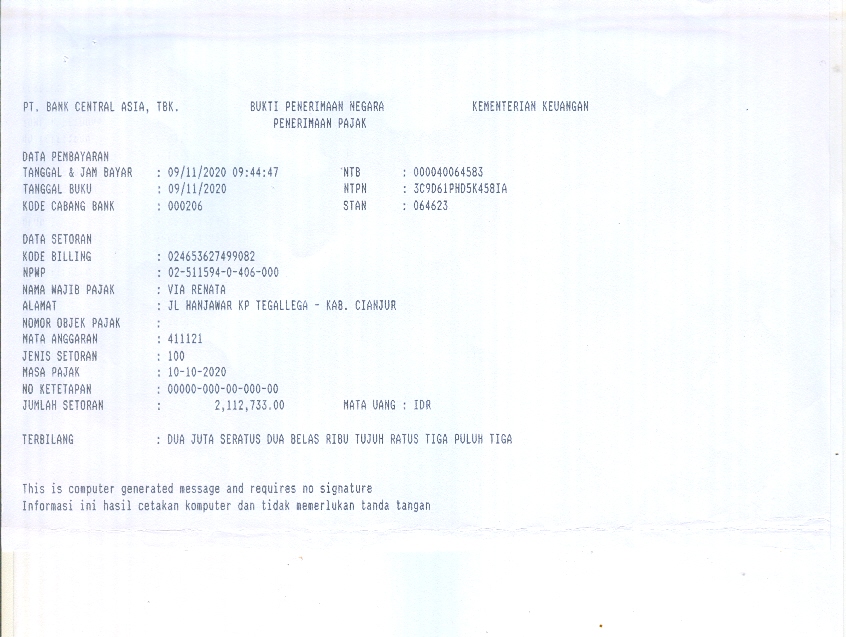 PT. BANK CENTRAL ASIA, TBK. BUKTI PENERIMAAN NEGARA KEMENTERIAN KEUANGAN
PENERIMAAN PAJAK
DATA PEMBAYARAN
TANGGAL & JAM BAYAR : 09/11/2020 09:44:47 NTB : 000040064583
TANGGAL BUKU : 09/11/2020 NTPN : 3C9D61PHD5K458IA
KODE CABANG BANK : 000206 STAN : 064623
DATA SETORAN
KODE BILLING : 024653627499082
NPWP : 02-511594-0-406-000
NAMA WAJIB PAJAK : VIA RENATA
ALAMAT : JL HANJAWAR KP TEGALLEGA - KAB. CIANJUR
NOMOR OBJEK PAJAK :
MATA ANGGARAN : 411121
JENIS SETORAN : 100
MASA PAJAK : 10-10-2020
NO KETETAPAN : 00000-000-00-000-00
JUMLAH SETORAN : 2,112,733.00 MATA UANG : IDR
TERBILANG : DUA JUTA SERATUS DUA BELAS RIBU TUJUH RATUS TIGA PULUH TIGA
This is computer generated message and requires no signature
Informasi ini hasil cetakan komputer dan tidak memerlukan tanda tangan